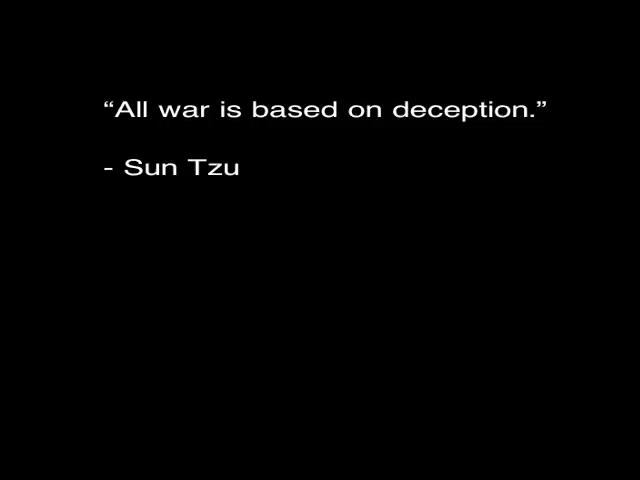 “All war is based on deception.”
- Sun Tzu